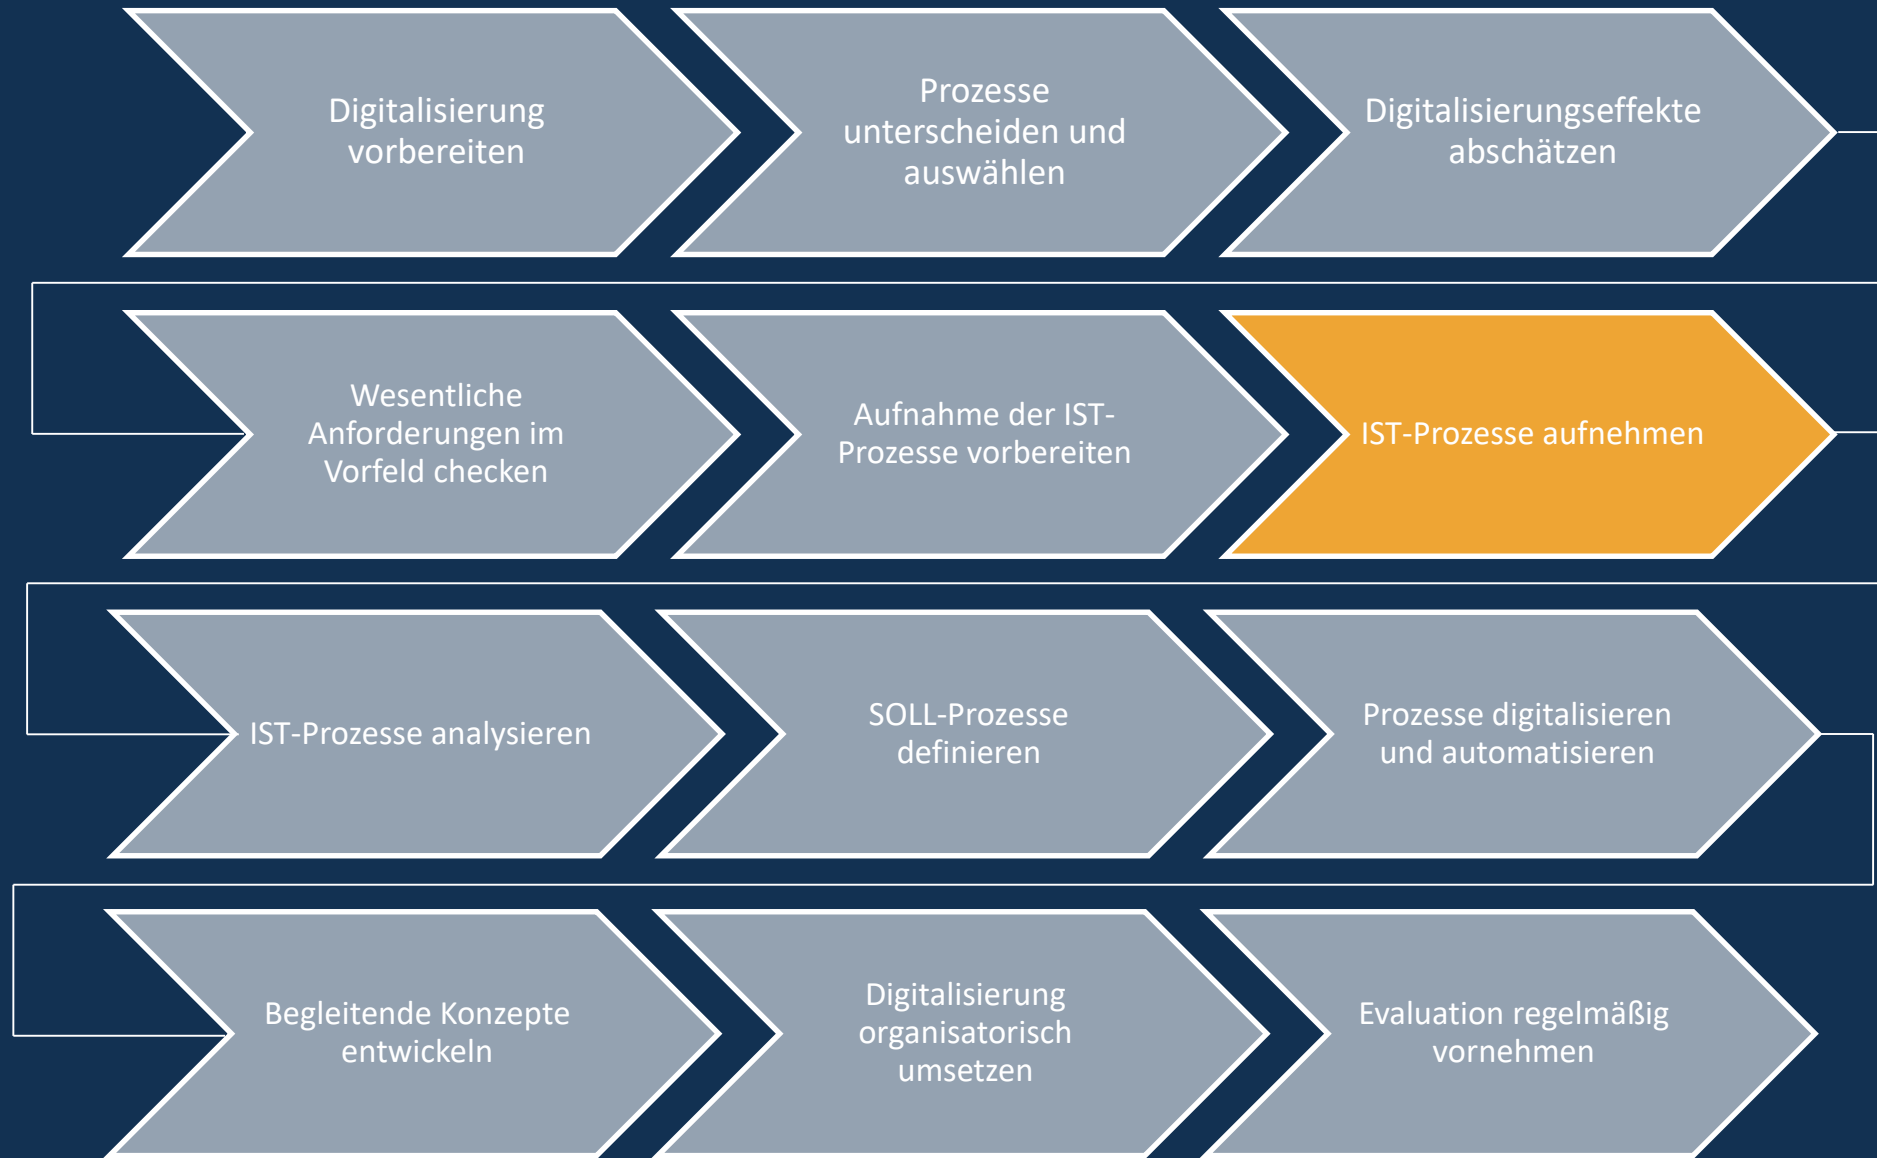 Digitalisierung
vorbereiten
Prozesse
unterscheiden und
auswählen
Digitalisierungseffekte
abschätzen
Wesentliche
Anforderungen im
Vorfeld checken
Aufnahme der IST-
Prozesse vorbereiten
IST-Prozesse aufnehmen
IST-Prozesse analysieren
SOLL-Prozesse
definieren
Prozesse digitalisieren
und automatisieren
Begleitende Konzepte
entwickeln
Digitalisierung
organisatorisch
umsetzen
Evaluation regelmäßig
vornehmen